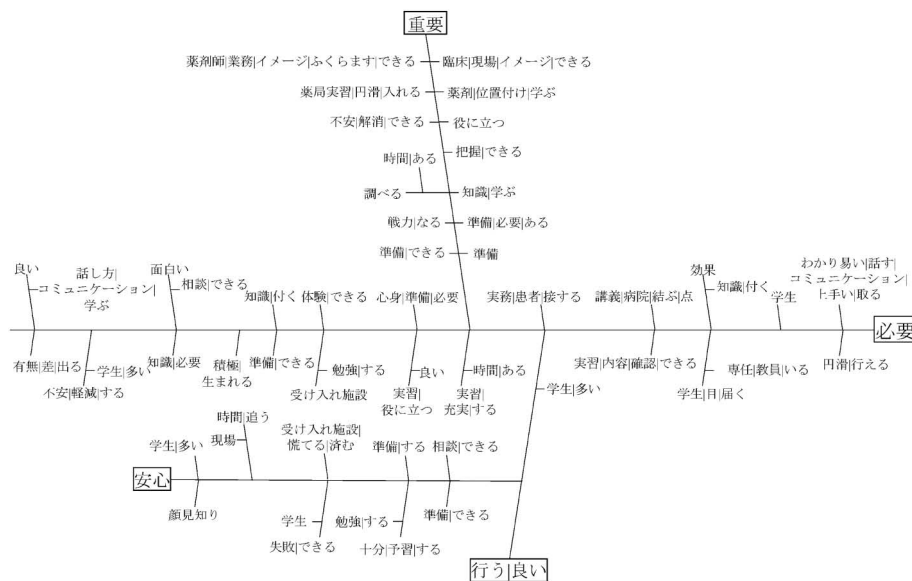 重要
薬剤師|業務|イメージ|ふくらます|できる
臨床|現場|イメージ|できる
薬局実習|円滑|入れる
薬剤|位置付け|学ぶ
不安|解消|できる
役に立つ
把握|できる
時間|ある
調べる
知識|学ぶ
戦力|なる
準備|必要|ある
準備|できる
準備
良い
話し方|
コミュニケーション|
学ぶ
面白い
相談|できる
知識|付く
体験|できる
心身|準備|必要
実務|患者|接する
講義|病院|結ぶ|点
効果
知識|付く
学生
わかり易い|話す|
コミュニケーション|
上手い|取る
必要
有無|差|出る
学生|多い
不安|軽減|する
知識|必要
積極|
生まれる
準備|できる
勉強|する
受け入れ施設
良い
実習|
役に立つ
時間|ある
実習|
充実|する
学生|多い
実習|内容|確認|できる
学生|目|届く
専任|教員|いる
円滑|行える
学生|多い
時間|追う
現場
受け入れ施設|
慌てる|済む
準備|する
相談|できる
安心
顔見知り
学生
失敗|できる
勉強|する
十分|予習|する
準備|できる
行う|良い